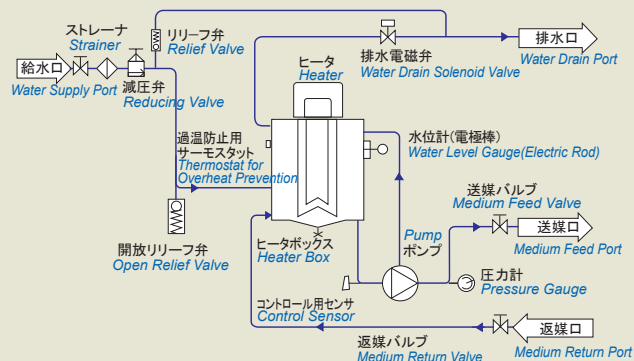 ストレーナ
Strainer
リリーフ弁
Relief Valve
給水口
Water Supply Port
減圧弁
Reducing Valve
ヒータ
Heater
排水電磁弁
Water Drain Solenoid Valve
排水口
Water Drain Port
過温防止用
サーモスタット
Thermostat for
Overheat Prevention
水位計(電極棒)
Water Level Gauge(Electric Rod)
送媒バルブ
Medium Feed Valve
送媒口
Medium Feed Port
開放リリーフ弁
Open Relief Valve
ヒータボックス
Heater Box
Pump
ポンプ
圧力計
Pressure Gauge
コントロール用センサ
Control Sensor
返媒バルブ
Medium Return Valve
返媒口
Medium Return Port